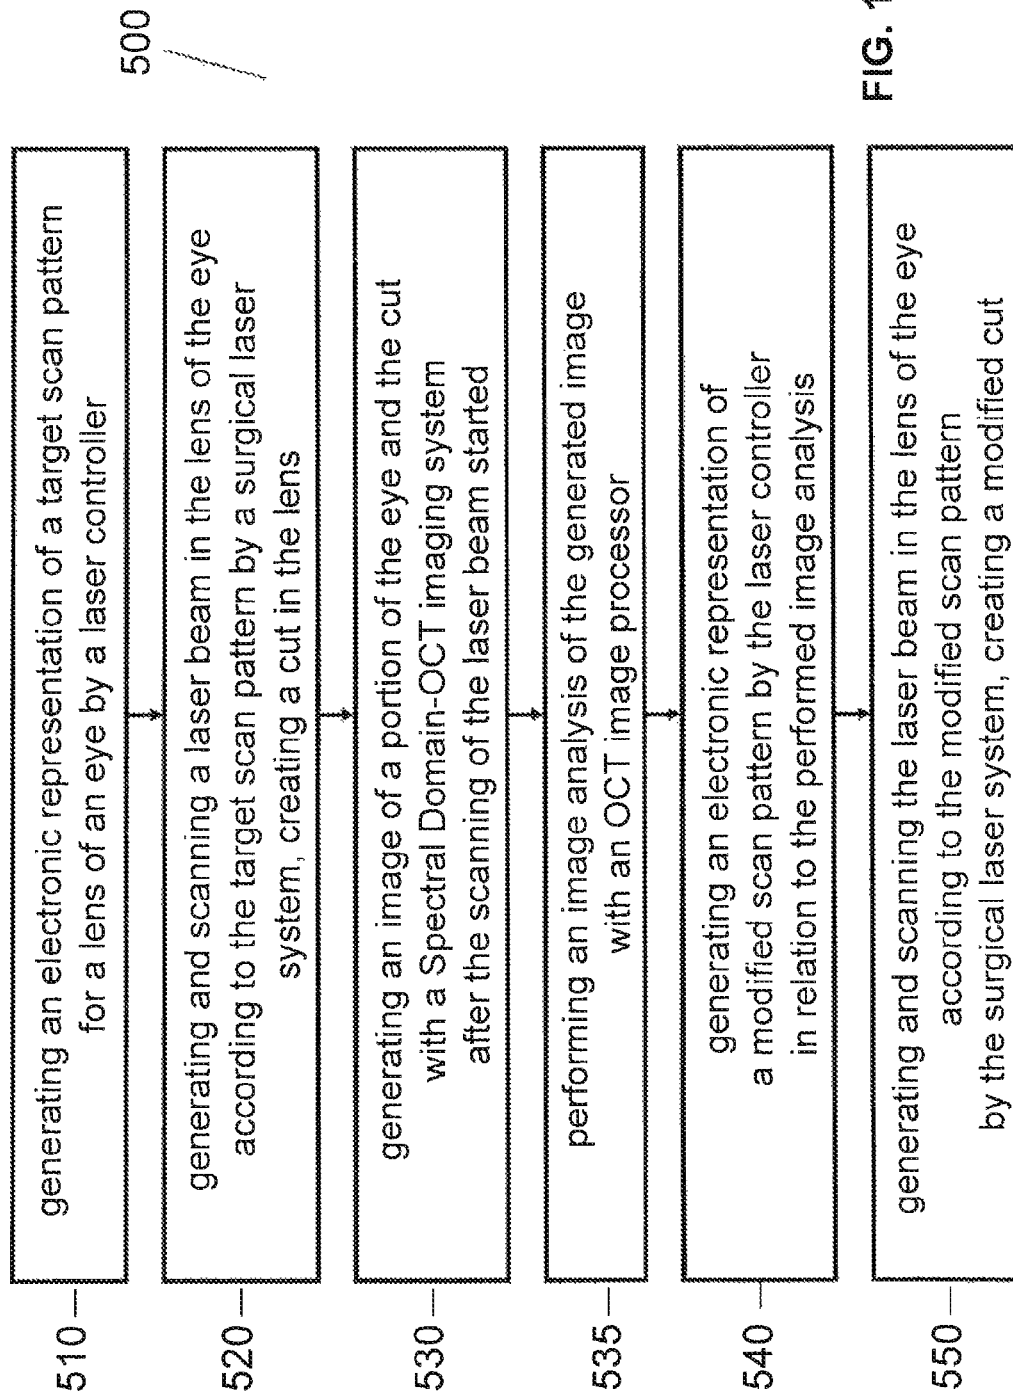 500
510
generating an electronic representation of a target scan pattern
for a lens of an eye by a laser controller
520
generating and scanning a laser beam in the lens of the eye
according to the target scan pattern by a surgical laser
system, creating a cut in the lens
530
generating an image of a portion of the eye and the cut
with a Spectral Domain-OCT imaging system
after the scanning of the laser beam started
535
performing an image analysis of the generated image
with an OCT image processor
540
generating an electronic representation of
a modified scan pattern by the laser controller
in relation to the performed image analysis
550
generating and scanning the laser beam in the lens of the eye
according to the modified scan pattern
by the surgical laser system, creating a modified cut
FIG.